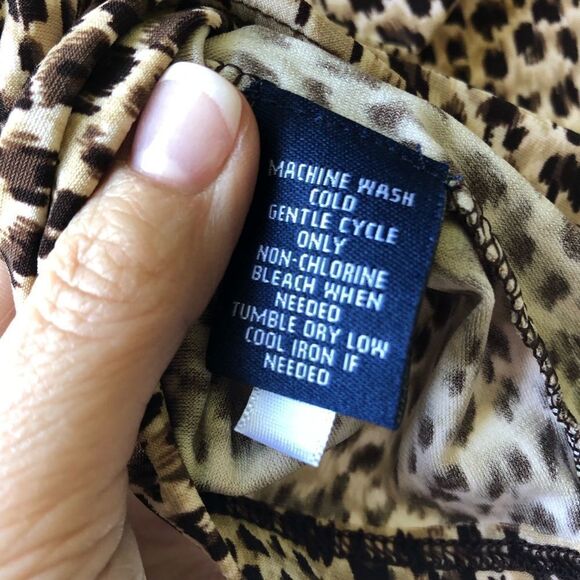 MACHINE WASH
COLD
GENTLE CYCLE
ONLY
NON-CHLORINE
BLEACH WHEN
NEEDED
TUMBLE DRY LOW
COOL IRON IF
NEEDED